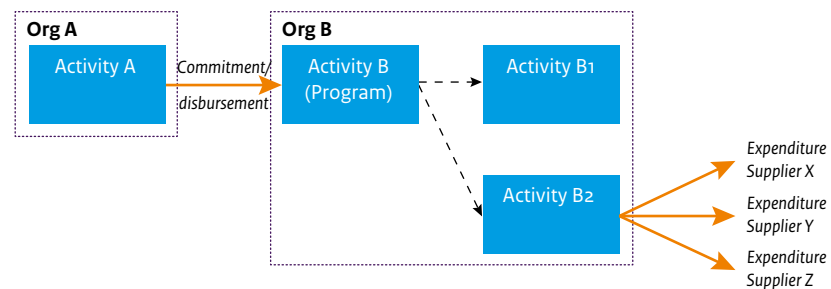 Org A
Activity A
Commitment/
disbursement
Org B
Activity B
(Program)
Activity B1
Activity B2
Expenditure
Supplier X
Expenditure
Supplier Y
Expenditure
Supplier Z